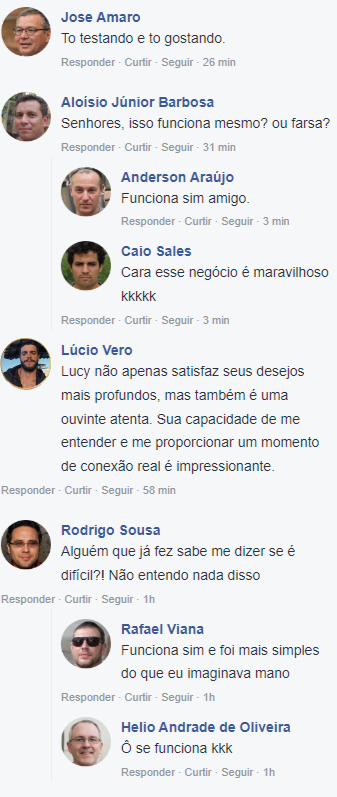 Jose Amaro
To testando e to gostando.
Responder · Curtir · Seguir · 26 min
Aloísio Júnior Barbosa
Senhores, isso funciona mesmo? ou farsa?
Responder · Curtir · Seguir · 31 min
Anderson Araújo
Funciona sim amigo.
Responder · Curtir · Seguir · 3 min
Caio Sales
Cara esse negócio é maravilhoso
kkkkk
Responder · Curtir · Seguir · 3 min
Lúcio Vero
Lucy não apenas satisfaz seus desejos
mais profundos, mas também é uma
ouvinte atenta. Sua capacidade de me
entender e me proporcionar um momento
de conexão real é impressionante.
Responder · Curtir · Seguir · 58 min
Rodrigo Sousa
Alguém que já fez sabe me dizer se é
difícil?! Não entendo nada disso
Responder · Curtir · Seguir · 1h
Rafael Viana
Funciona sim e foi mais simples
do que eu imaginava mano
Responder · Curtir · Seguir · 1h
Helio Andrade de Oliveira
Ô se funciona kkk
Responder · Curtir · Seguir · 1h